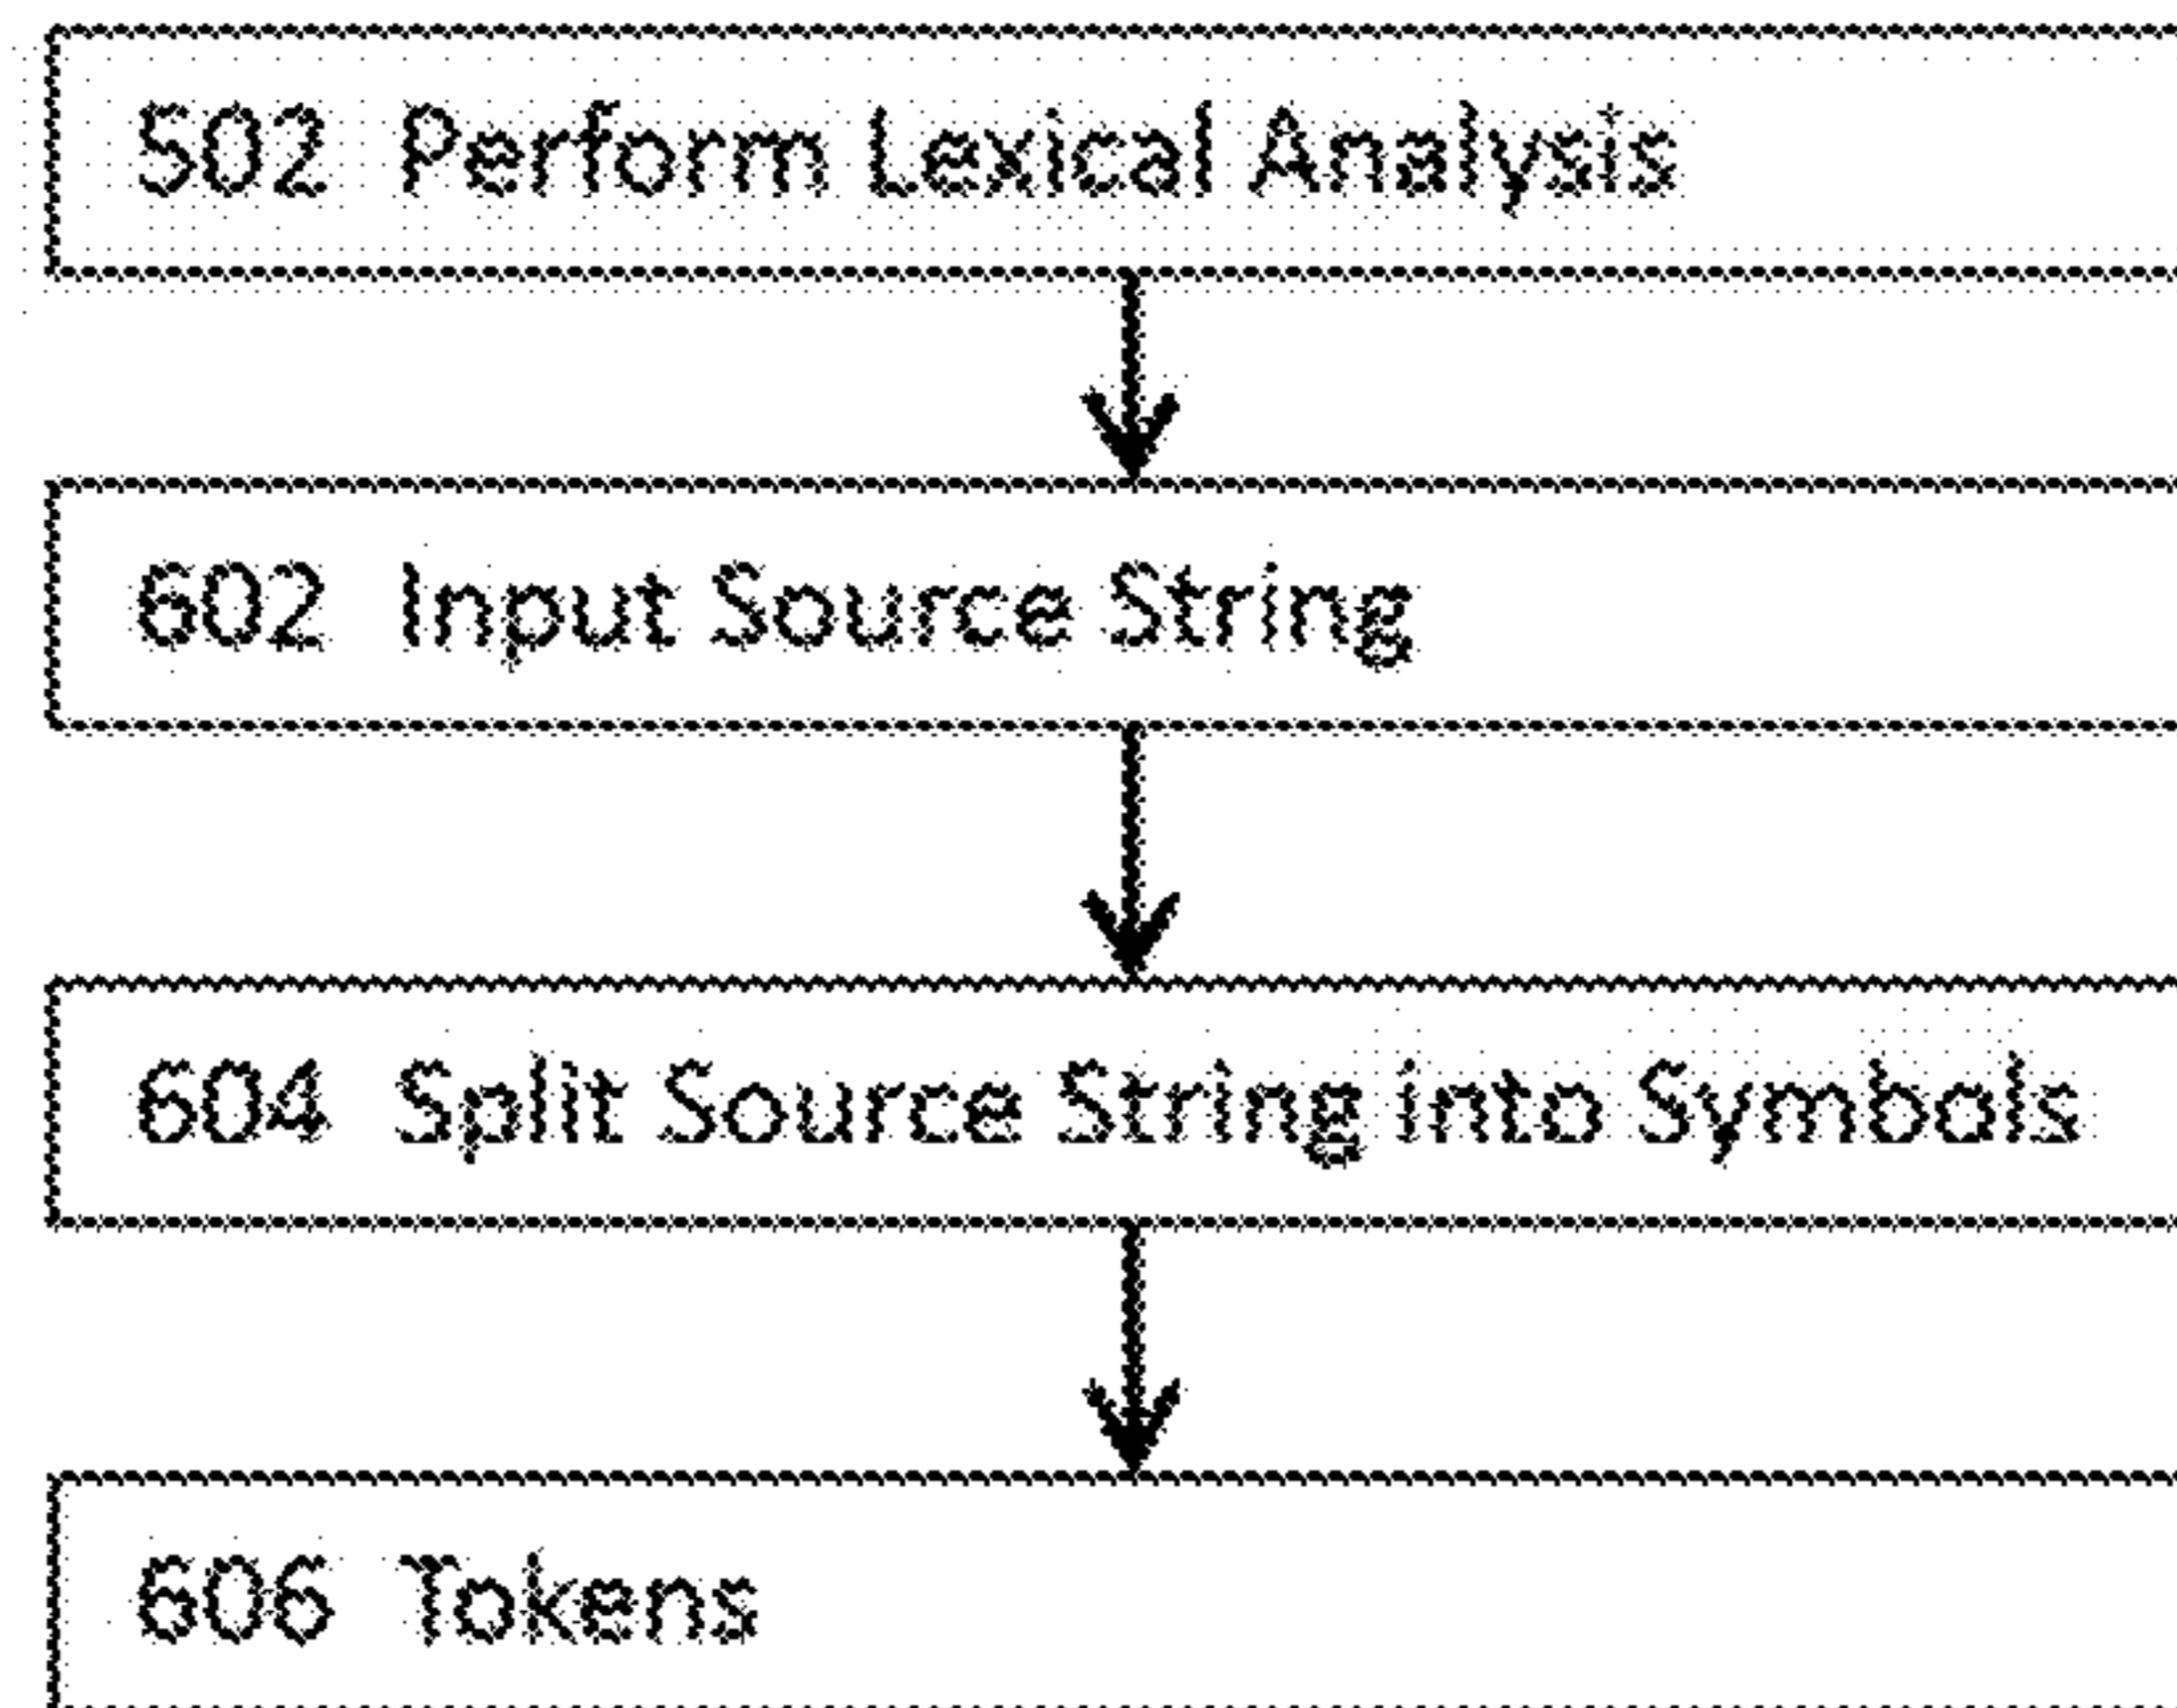 502 Perform Lexical Analysis
602 Input Source String
604 Split Source String into Symbols
606 Tokens